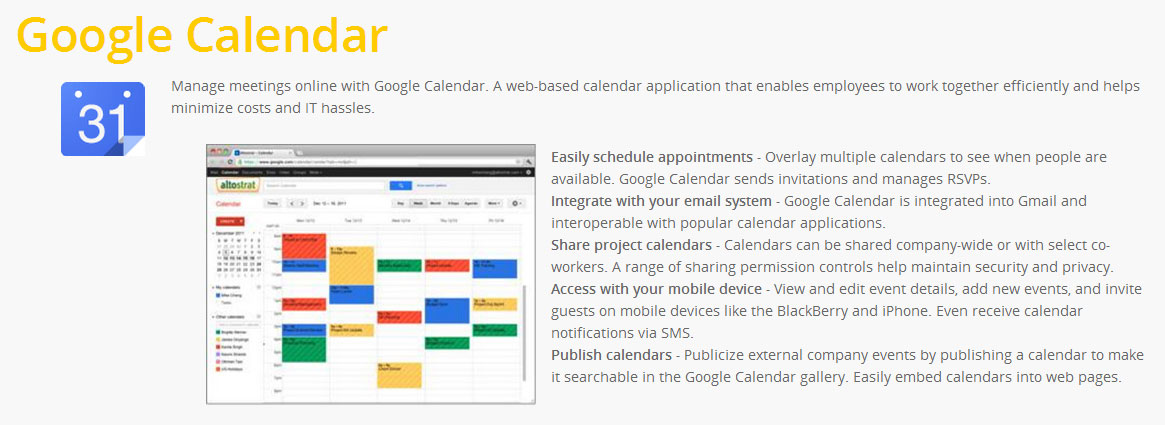 Google Calendar
31
Manage meetings online with Google Calendar. A web-based calendar application that enables employees to work together efficiently and helps
minimize costs and IT hassles.
altostrat
Search Calendar
Calendar
Today
Dec 12 – 16, 2011
Day
Week
Month
Agenda
More
CREATE
December 2011
My calendars
Other calendars
US Holidays
Easily schedule appointments - Overlay multiple calendars to see when people are
available. Google Calendar sends invitations and manages RSVPs.
Integrate with your email system - Google Calendar is integrated into Gmail and
interoperable with popular calendar applications.
Share project calendars - Calendars can be shared company-wide or with select co-
workers. A range of sharing permission controls help maintain security and privacy.
Access with your mobile device - View and edit event details, add new events, and invite
guests on mobile devices like the BlackBerry and iPhone. Even receive calendar
notifications via SMS.
Publish calendars - Publicize external company events by publishing a calendar to make
it searchable in the Google Calendar gallery. Easily embed calendars into web pages.